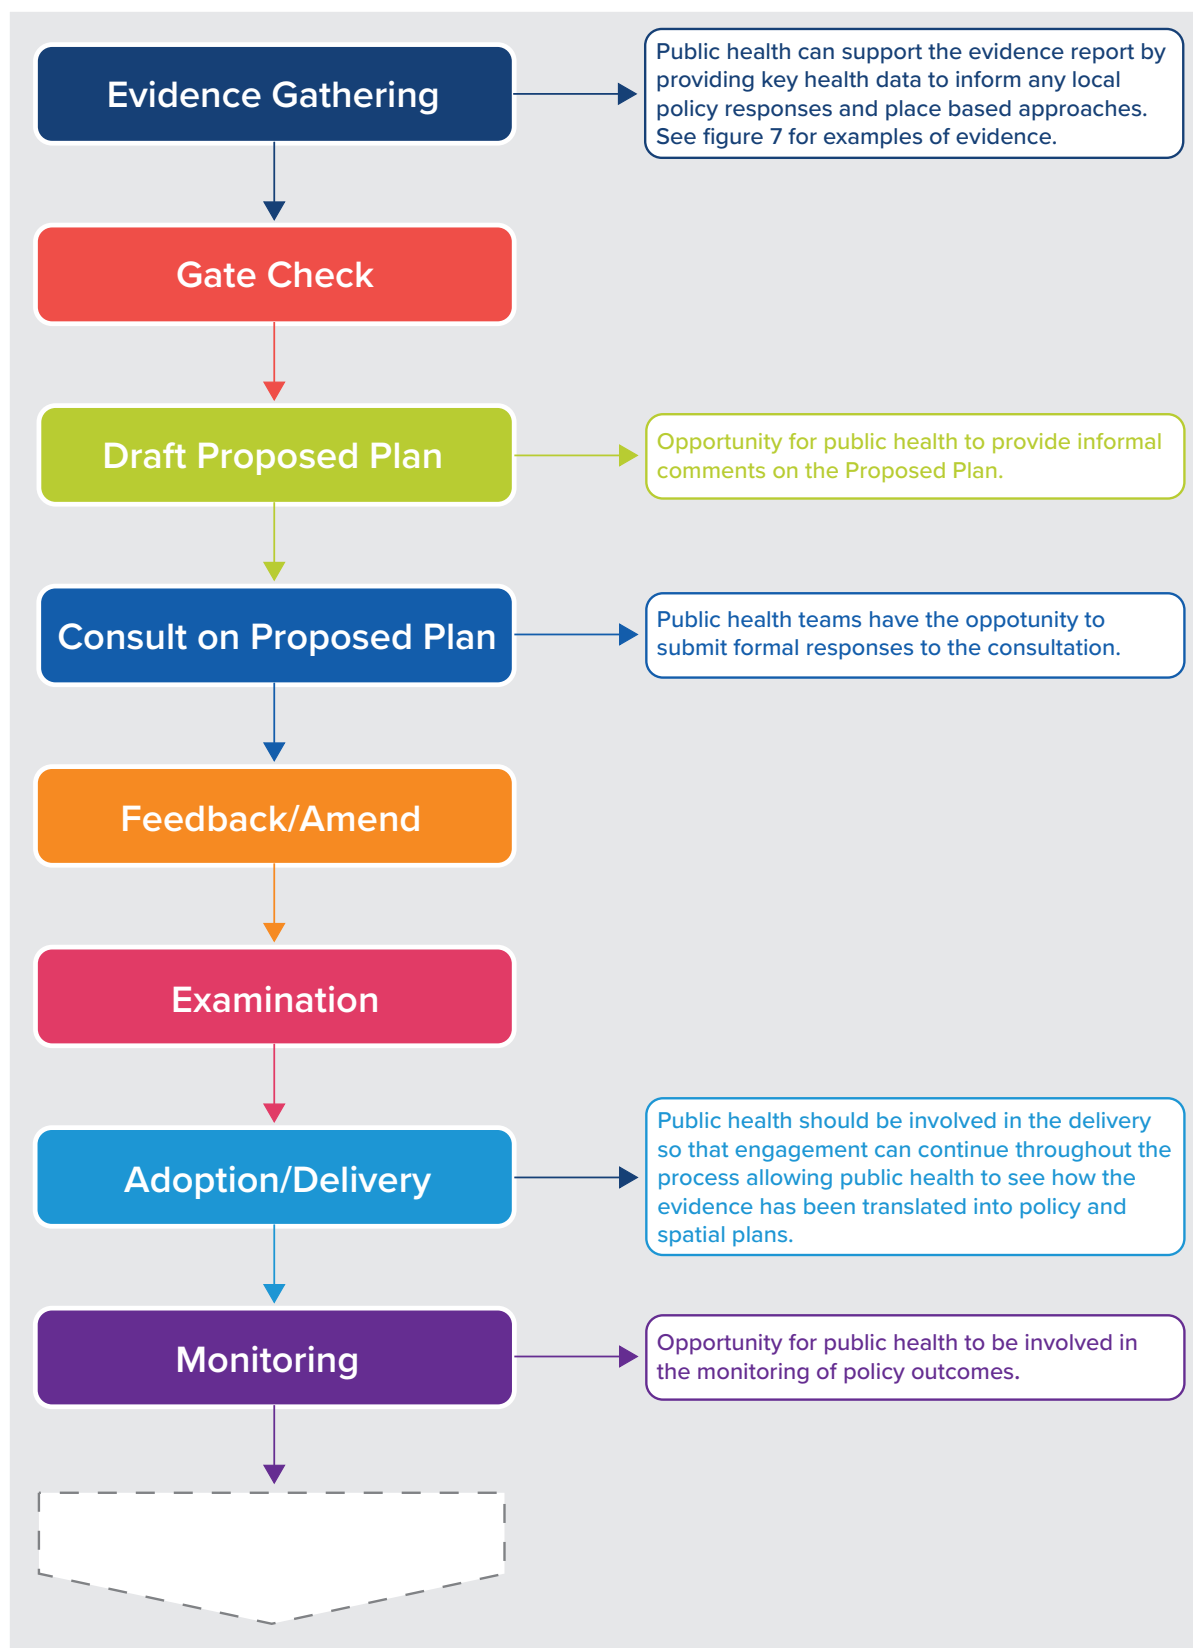 Evidence Gathering
Public health can support the evidence report by
providing key health data to inform any local
policy responses and place based approaches.
See figure 7 for examples of evidence.
Gate Check
Draft Proposed Plan
Opportunity for public health to provide informal
comments on the Proposed Plan.
Consult on Proposed Plan
Public health teams have the oppotunity to
submit formal responses to the consultation.
Feedback/Amend
Examination
Adoption/Delivery
Public health should be involved in the delivery
so that engagement can continue throughout the
process allowing public health to see how the
evidence has been translated into policy and
spatial plans.
Monitoring
Opportunity for public health to be involved in
the monitoring of policy outcomes.